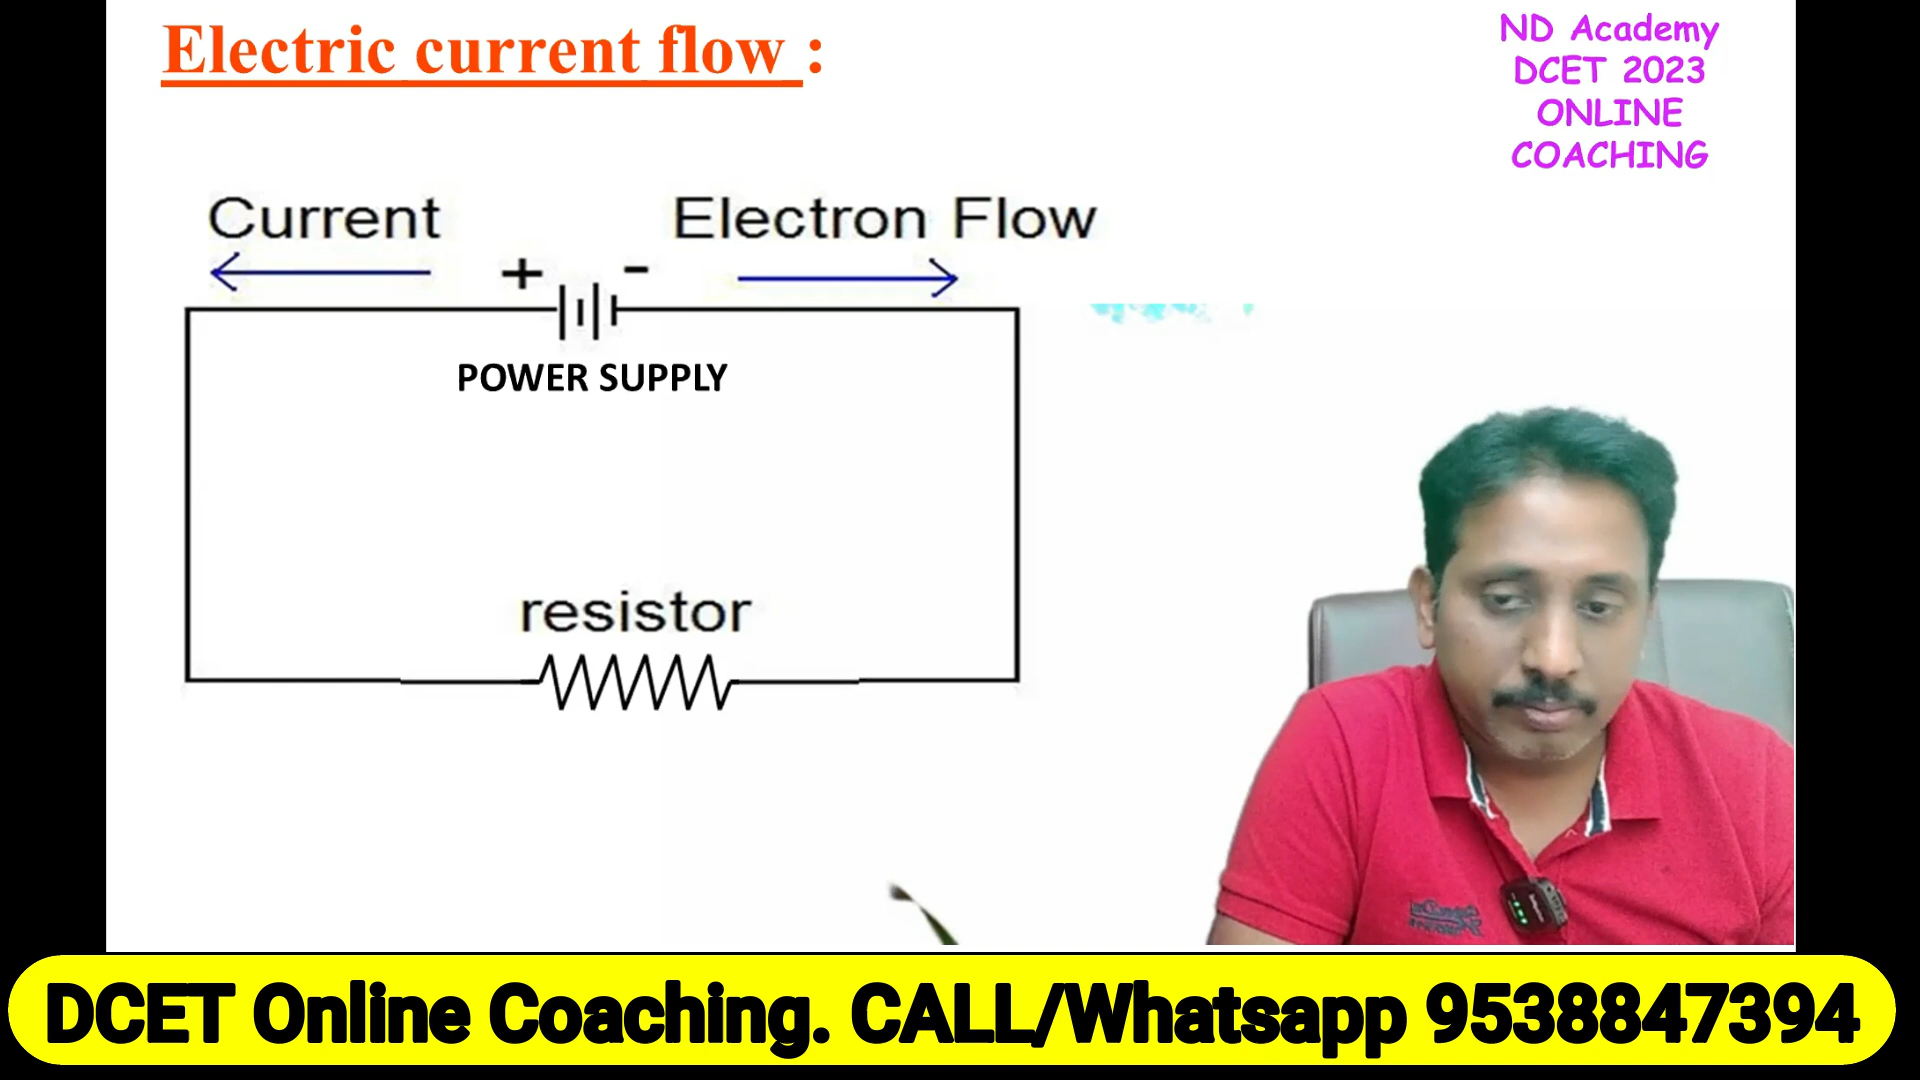 Electric current flow :
ND Academy
DCET 2023
ONLINE
COACHING
Current
Electron Flow
+ -
POWER SUPPLY
resistor
DCET Online Coaching. CALL/Whatsapp 9538847394